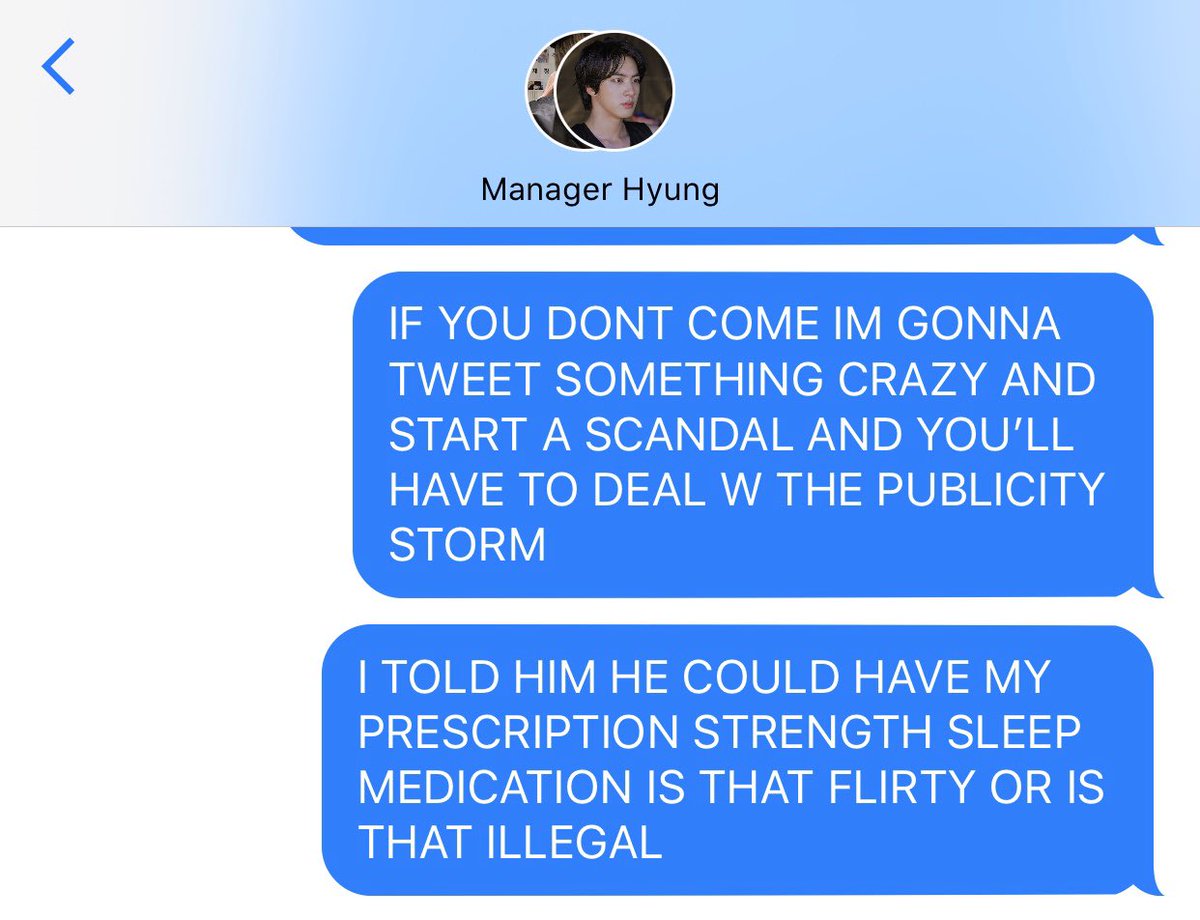 Manager Hyung
IF YOU DONT COME IM GONNA
TWEET SOMETHING CRAZY AND
START A SCANDAL AND YOU’LL
HAVE TO DEAL W THE PUBLICITY
STORM
I TOLD HIM HE COULD HAVE MY
PRESCRIPTION STRENGTH SLEEP
MEDICATION IS THAT FLIRTY OR IS
THAT ILLEGAL